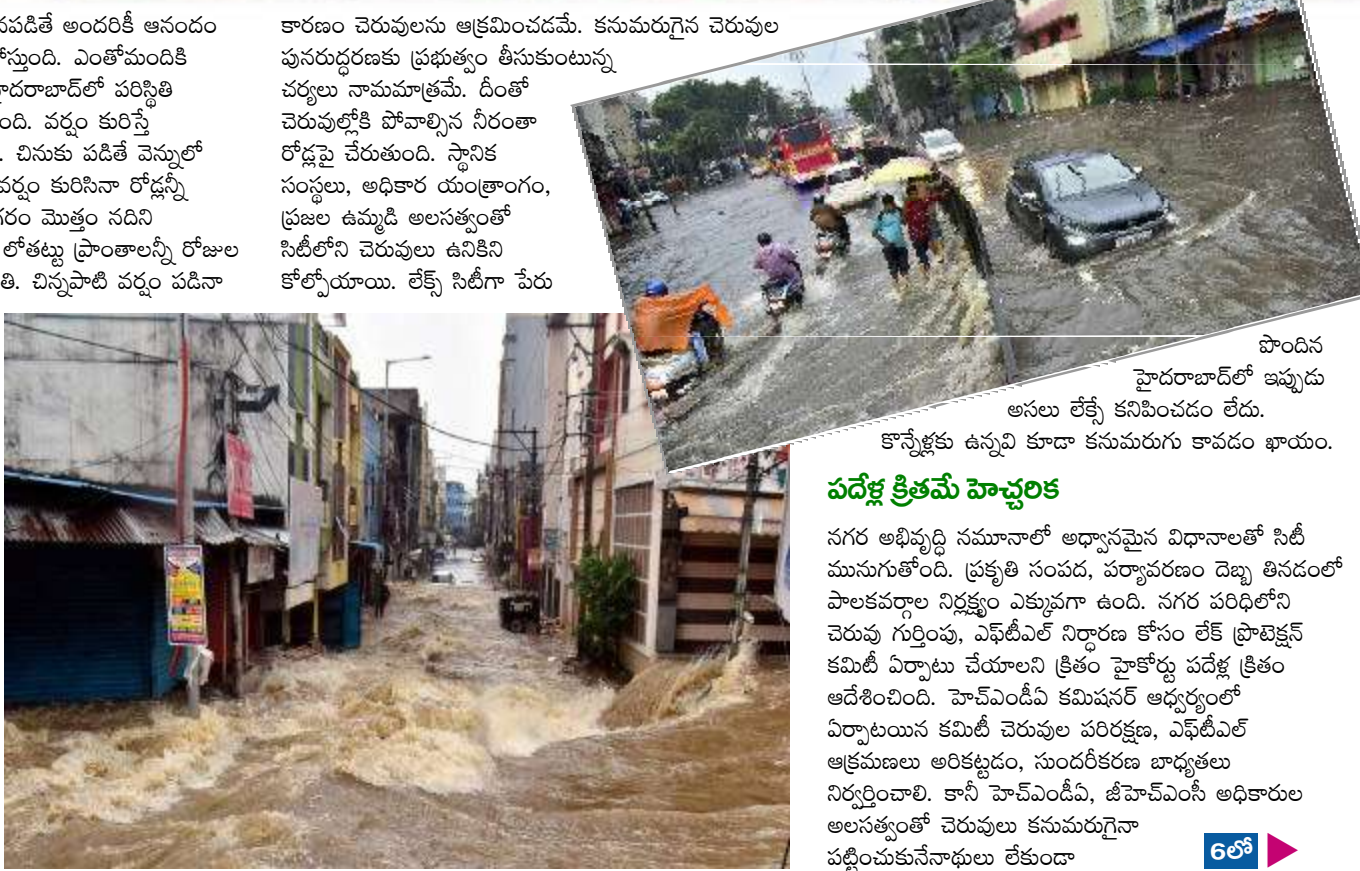 అందరికీ ఆనందం
ఎంతోమందికి
పరిస్థితి
వర్షం కురిస్తే
చినుకు పడితే వెన్నులో
వర్షం కురిసినా రోడ్లన్నీ
మొత్తం నదిని
లోతట్టు ప్రాంతాలన్నీ రోజుల
చిన్నపాటి వర్షం పడినా
కారణం చెరువులను ఆక్రమించడమే. కనుమరుగైన చెరువుల
పునరుద్ధరణకు ప్రభుత్వం తీసుకుంటున్న
చర్యలు నామమాత్రమే. దీంతో
చెరువుల్లోకి పోవాల్సిన నీరంతా
రోడ్లపై చేరుతుంది. స్థానిక
సంస్థలు, అధికార యంత్రాంగం,
ప్రజల ఉమ్మడి అలసత్వంతో
సిటీలోని చెరువులు ఉనికిని
కోల్పోయాయి. లేక్స్ సిటీగా పేరు
పొందిన
హైదరాబాద్‌లో ఇప్పుడు
అసలు లేక్సే కనిపించడం లేదు.
కొన్నేళ్లకు ఉన్నవి కూడా కనుమరుగు కావడం ఖాయం.
పదేళ్ల క్రితమే హెచ్చరిక
నగర అభివృద్ధి నమూనాలో అధ్వానమైన విధానాలతో సిటీ
మునుగుతోంది. ప్రకృతి సంపద, పర్యావరణం దెబ్బ తినడంలో
పాలకవర్గాల నిర్లక్ష్యం ఎక్కువగా ఉంది. నగర పరిధిలోని
చెరువు గుర్తింపు, ఎఫ్‌టీఎల్ నిర్ధారణ కోసం లేక్ ప్రొటెక్షన్
కమిటీ ఏర్పాటు చేయాలని క్రితం హైకోర్టు పదేళ్ల క్రితం
ఆదేశించింది. హెచ్‌ఎండీఏ కమిషనర్ ఆధ్వర్యంలో
ఏర్పాటయిన కమిటీ చెరువుల పరిరక్షణ, ఎఫ్‌టీఎల్
ఆక్రమణలు అరికట్టడం, సుందరీకరణ బాధ్యతలు
నిర్వర్తించాలి. కానీ హెచ్‌ఎండీఏ, జీహెచ్‌ఎంసీ అధికారుల
అలసత్వంతో చెరువులు కనుమరుగైనా
పట్టించుకునేనాథులు లేకుండా
6లో